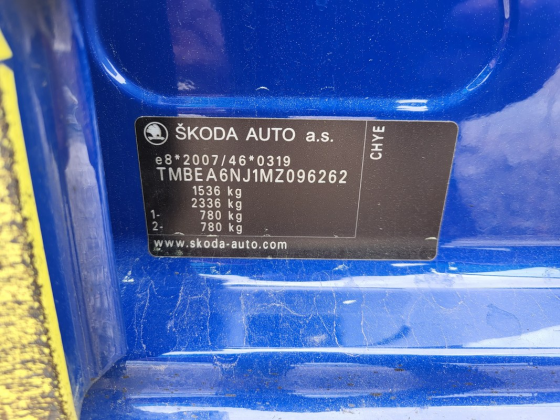 ŠKODA AUTO a.s.
CHYE
e8*2007/46*0319
TMBEA6NJ1MZ096262
1536 kg
2336 kg
1- 780 kg
2- 780 kg
www.skoda-auto.com